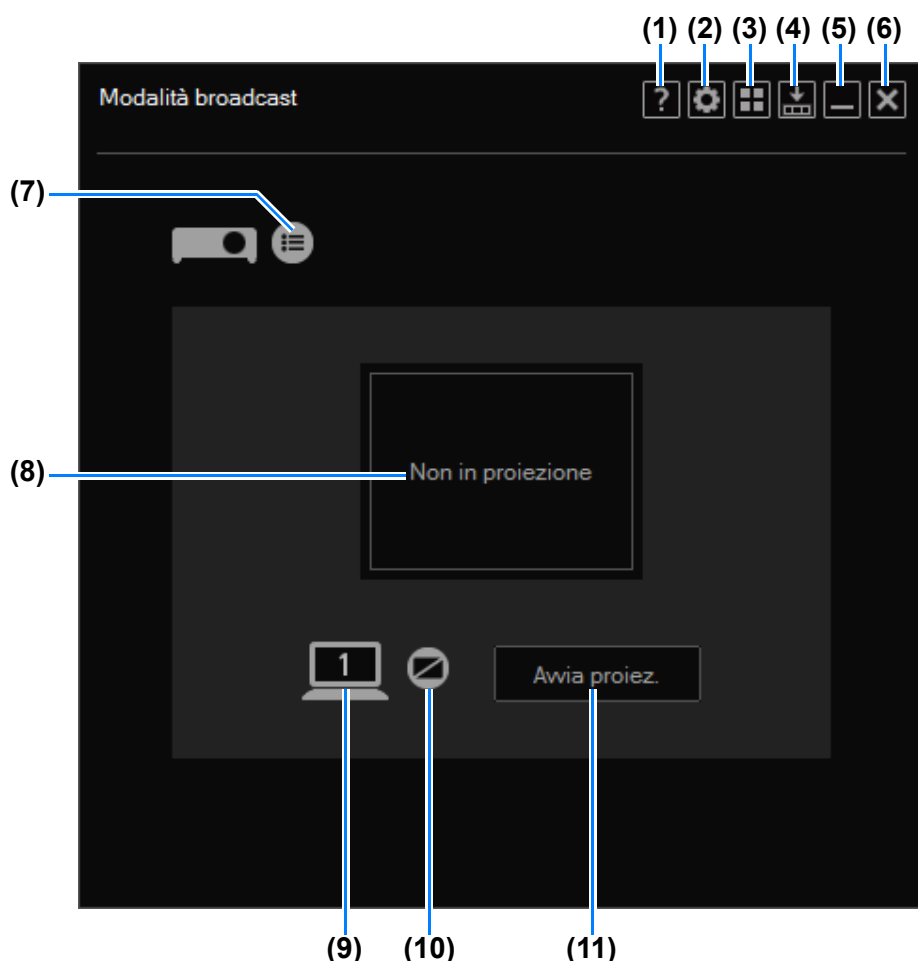 (1) (2) (3) (4) (5) (6)
Modalità broadcast
?
(7)
(8)
Non in proiezione
1
Avvia proiez.
(9) (10) (11)